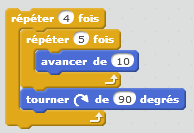 répéter 4 fois
répéter 5 fois
avancer de 10
tourner de 90 degrés